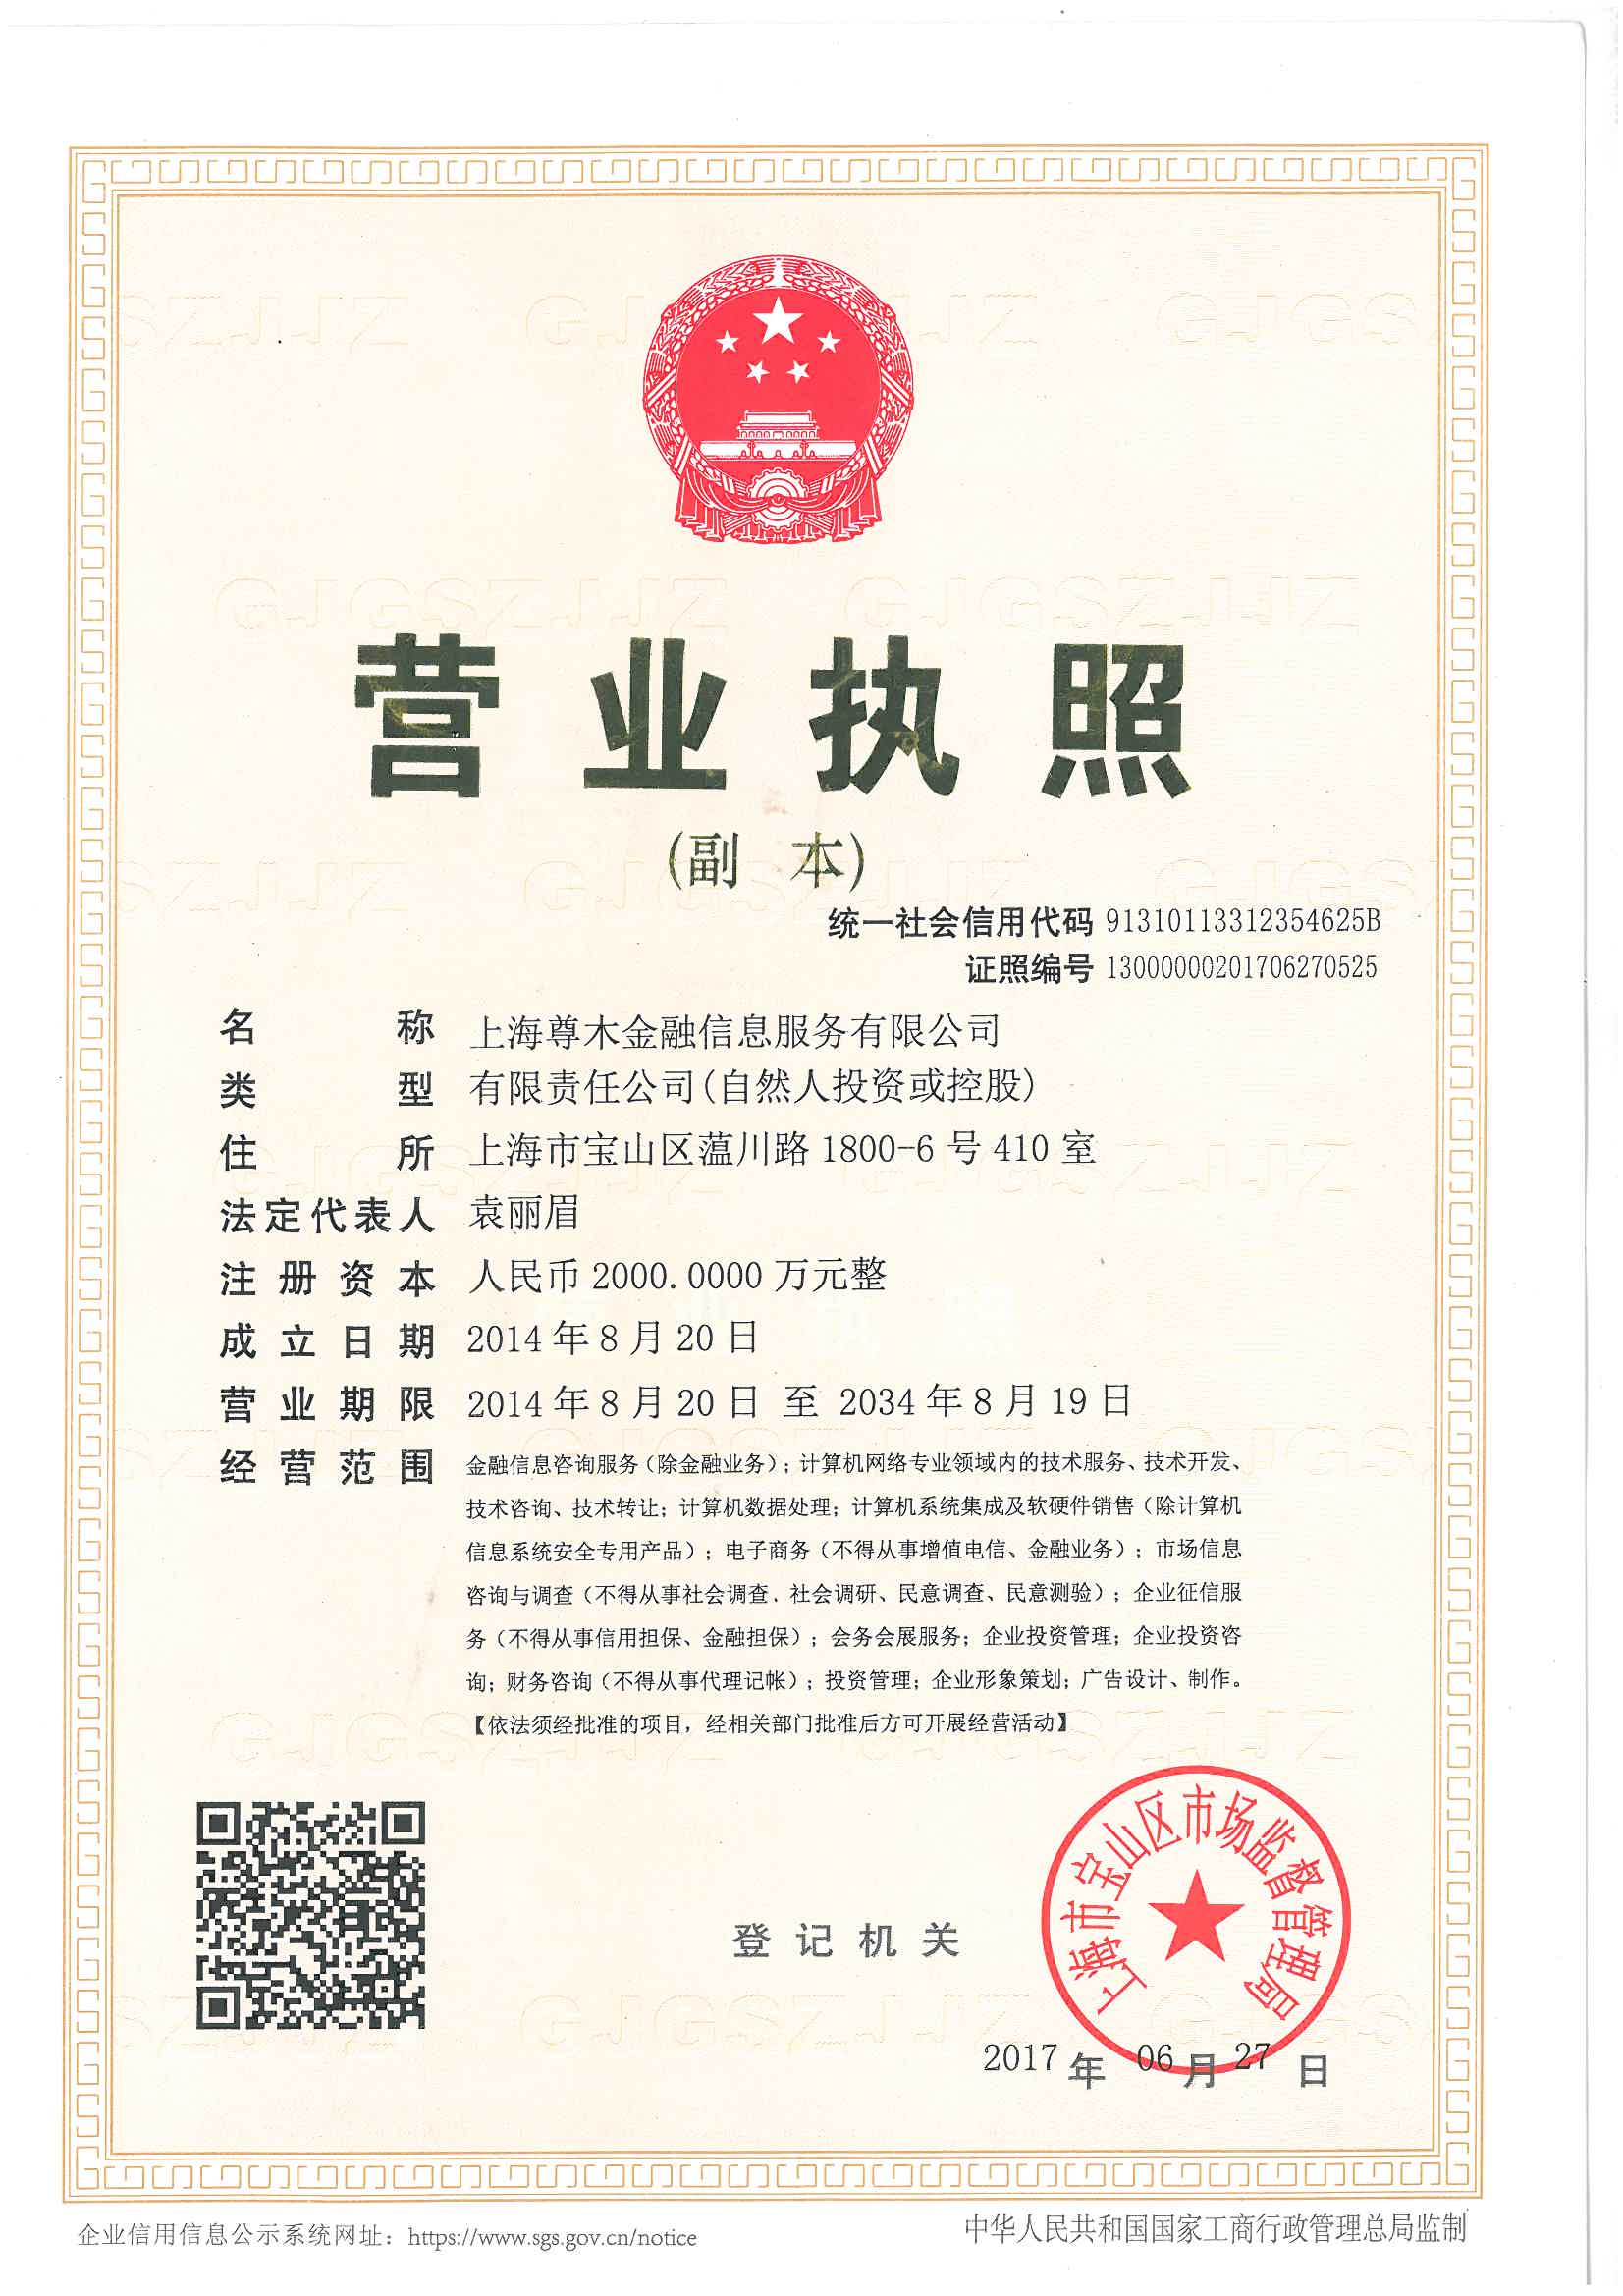 营业执照
(副 本)
统一社会信用代码 91310113312354625B
证照编号 13000000201706270525
名称 上海尊木金融信息服务有限公司
类型 有限责任公司(自然人投资或控股)
住所 上海市宝山区蕰川路 1800-6 号 410 室
法定代表人 袁丽眉
注册资本 人民币 2000.0000 万元整
成立日期 2014 年 8 月 20 日
营业期限 2014 年 8 月 20 日 至 2034 年 8 月 19 日
经营范围 金融信息咨询服务（除金融业务）；计算机网络专业领域内的技术服务、技术开发、
技术咨询、技术转让；计算机数据处理；计算机系统集成及软硬件销售（除计算机
信息系统安全专用产品）；电子商务（不得从事增值电信、金融业务）；市场信息
咨询与调查（不得从事社会调查．社会调研、民意调查、民意测验）；企业征信服
务（不得从事信用担保、金融担保）；会务会展服务；企业投资管理；企业投资咨
询；财务咨询（不得从事代理记帐）；投资管理；企业形象策划；广告设计、制作。
【依法须经批准的项目，经相关部门批准后方可开展经营活动】
上海市宝山区市场监督管理局
登记机关
2017 年 06 月 27 日
企业信用信息公示系统网址：https://www.sgs.gov.cn/notice
中华人民共和国国家工商行政管理总局监制